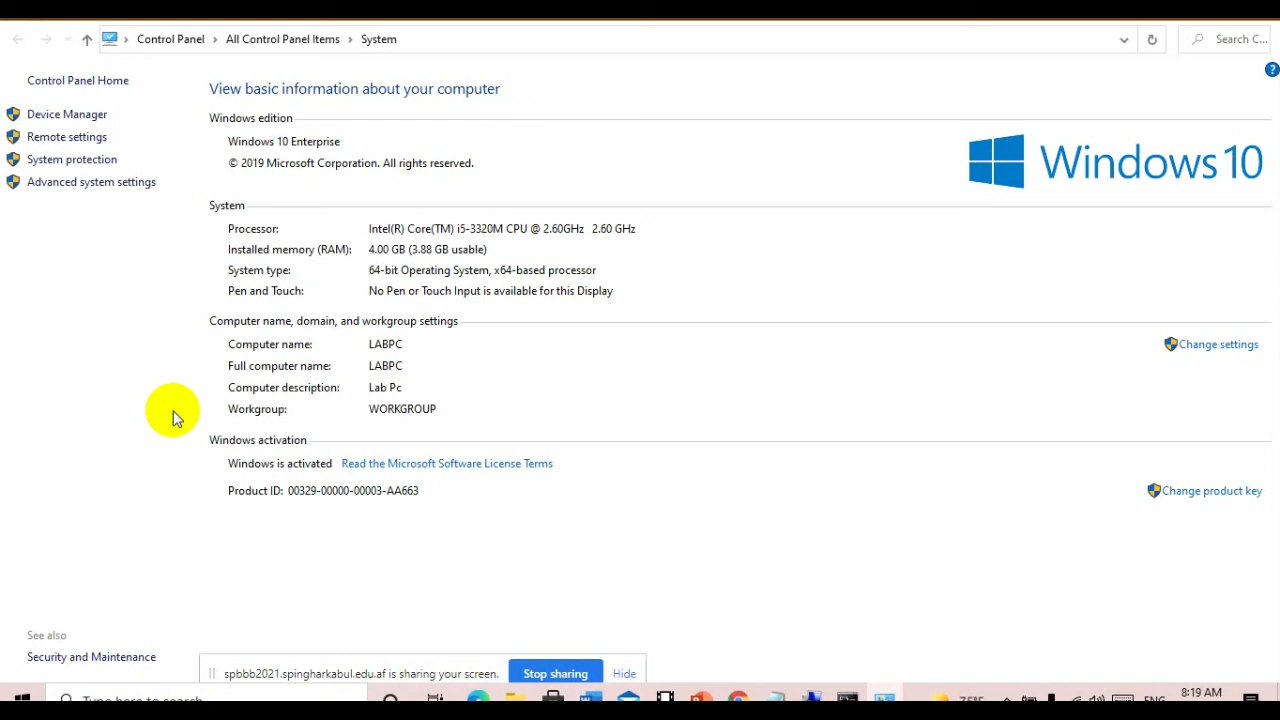 Control Panel › All Control Panel Items › System
Search C...
Control Panel Home
Device Manager
Remote settings
System protection
Advanced system settings
View basic information about your computer
Windows edition
Windows 10 Enterprise
© 2019 Microsoft Corporation. All rights reserved.
Windows 10
System
Processor: Intel(R) Core(TM) i5-3320M CPU @ 2.60GHz 2.60 GHz
Installed memory (RAM): 4.00 GB (3.88 GB usable)
System type: 64-bit Operating System, x64-based processor
Pen and Touch: No Pen or Touch Input is available for this Display
Computer name, domain, and workgroup settings
Computer name: LABPC
Change settings
Full computer name: LABPC
Computer description: Lab Pc
Workgroup: WORKGROUP
Windows activation
Windows is activated Read the Microsoft Software License Terms
Product ID: 00329-00000-00003-AA663
Change product key
See also
Security and Maintenance
spbbb2021.spingharkabul.edu.af is sharing your screen. Stop sharing Hide
Type here to search
75°F ENG 8:19 AM